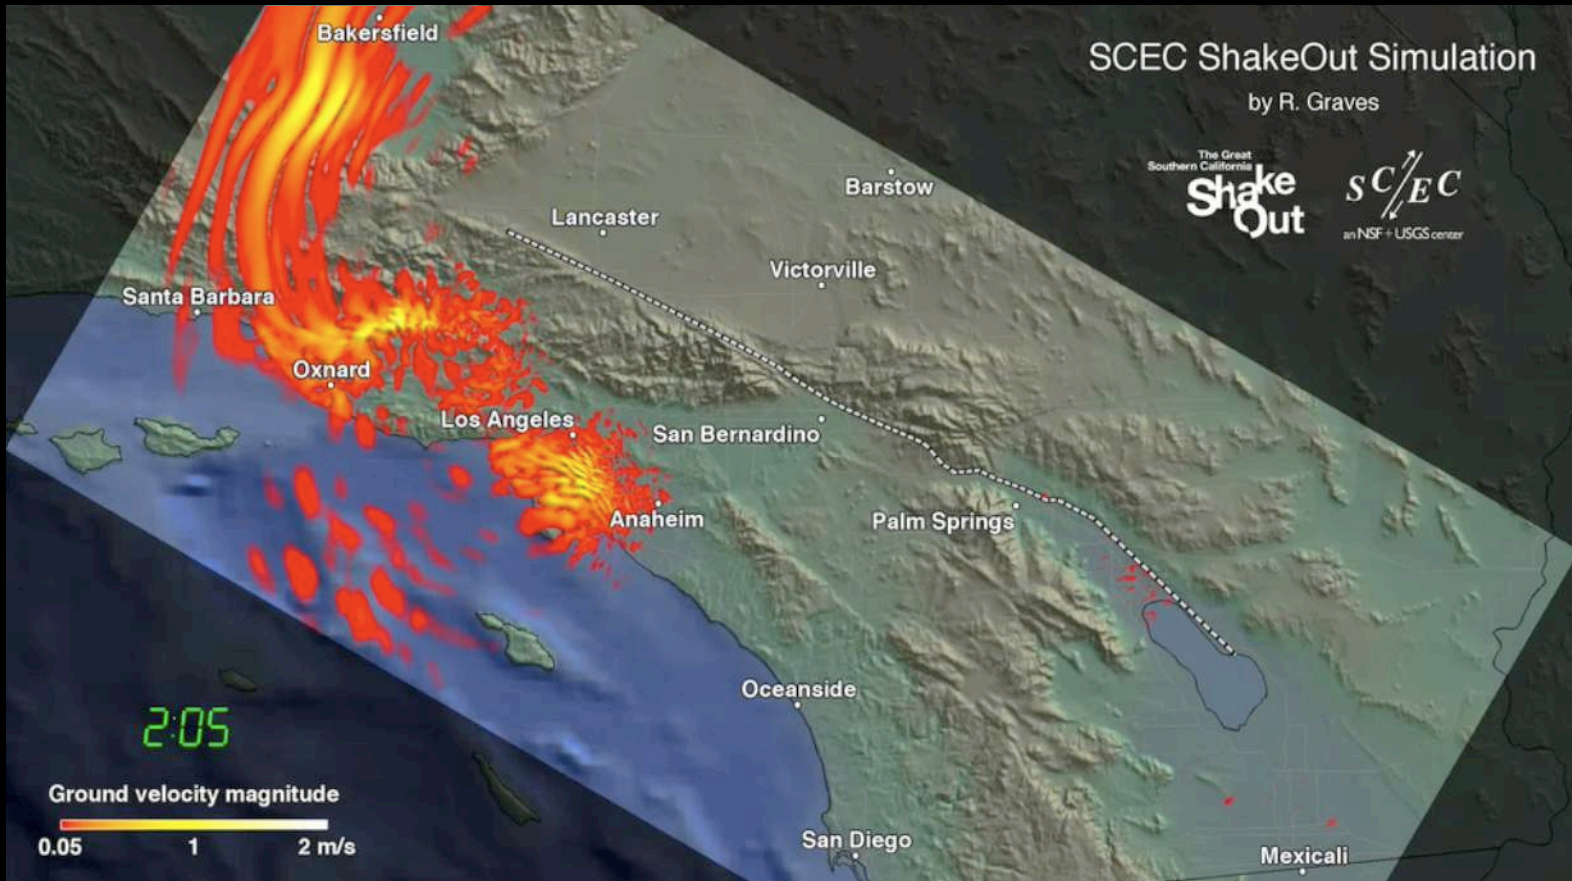 Bakersfield
SCEC ShakeOut Simulation
by R. Graves
The Great
Southern California
Shake
Out
S C E C
an NSF + USGS center
Barstow
Lancaster
Victorville
Santa Barbara
Oxnard
Los Angeles
San Bernardino
Anaheim
Palm Springs
Oceanside
2:05
Ground velocity magnitude
0.05 1 2 m/s
San Diego
Mexicali